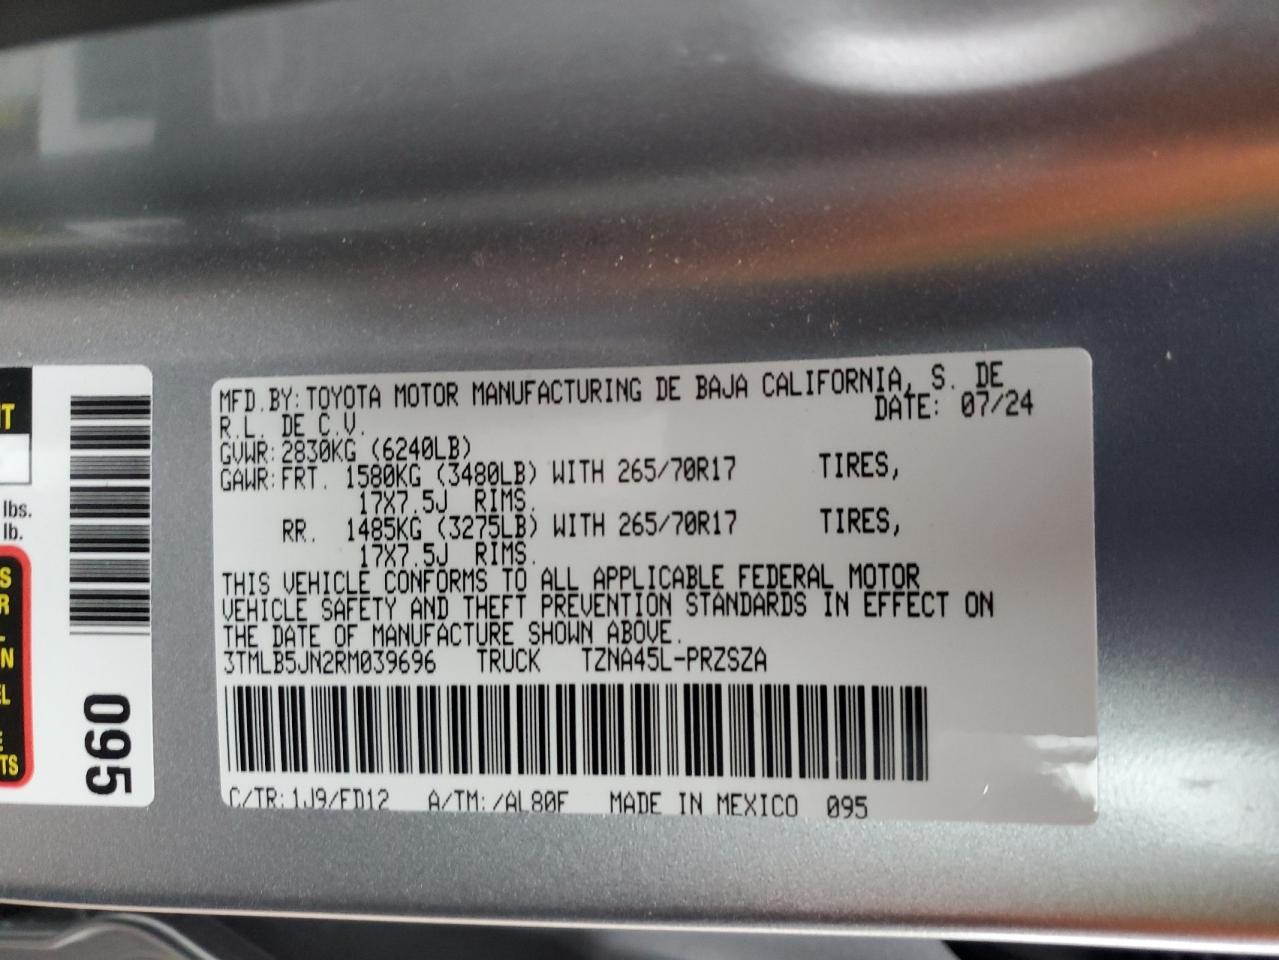 MFD.BY: TOYOTA MOTOR MANUFACTURING DE BAJA CALIFORNIA, S. DE
R.L. DE C.V. DATE: 07/24
GVWR: 2830KG (6240LB)
GAWR: FRT. 1580KG (3480LB) WITH 265/70R17 TIRES,
17X7.5J RIMS.
RR. 1485KG (3275LB) WITH 265/70R17 TIRES,
17X7.5J RIMS.
THIS VEHICLE CONFORMS TO ALL APPLICABLE FEDERAL MOTOR
VEHICLE SAFETY AND THEFT PREVENTION STANDARDS IN EFFECT ON
THE DATE OF MANUFACTURE SHOWN ABOVE.
3TMLB5JN2RM039696 TRUCK TZNA45L-PRZSZA
C/TR: 1J9/FD12 A/TM: /AL80F MADE IN MEXICO 095
lbs.
lb.
095